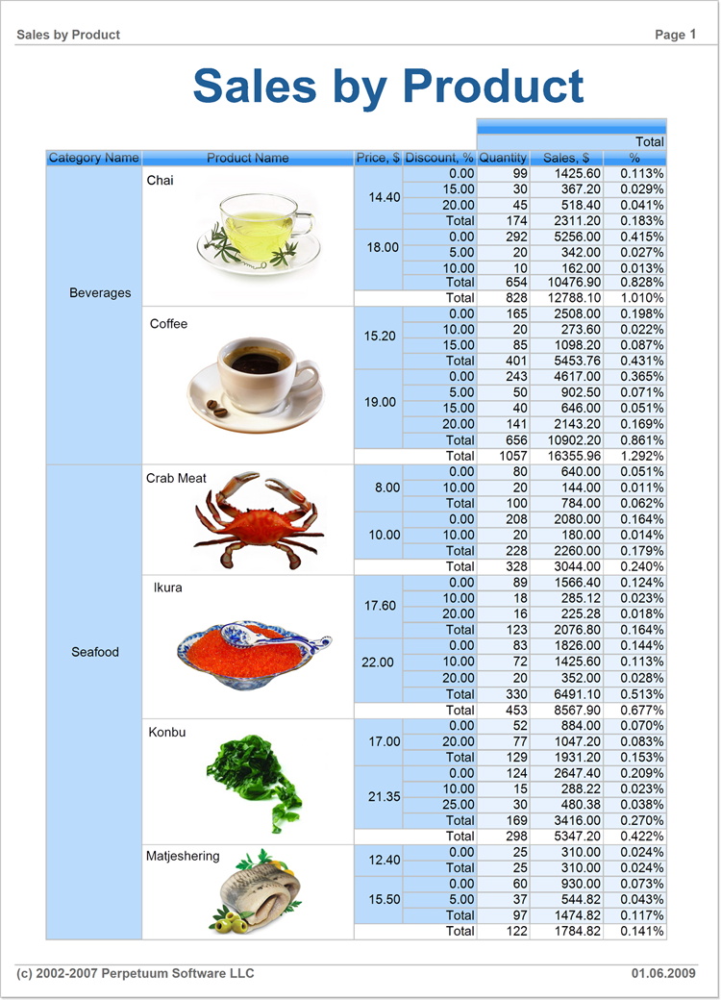 Sales by Product Page 1
Sales by Product
Total
Category Name Product Name Price, $ Discount, % Quantity Sales, $ %
Beverages Chai 14.40 0.00 99 1425.60 0.113%
15.00 30 367.20 0.029%
20.00 45 518.40 0.041%
Total 174 2311.20 0.183%
18.00 0.00 292 5256.00 0.415%
5.00 20 342.00 0.027%
10.00 10 162.00 0.013%
Total 654 10476.90 0.828%
Total 828 12788.10 1.010%
Coffee 15.20 0.00 165 2508.00 0.198%
10.00 20 273.60 0.022%
15.00 85 1098.20 0.087%
Total 401 5453.76 0.431%
19.00 0.00 243 4617.00 0.365%
5.00 50 902.50 0.071%
15.00 40 646.00 0.051%
20.00 141 2143.20 0.169%
Total 656 10902.20 0.861%
Total 1057 16355.96 1.292%
Seafood Crab Meat 8.00 0.00 80 640.00 0.051%
10.00 20 144.00 0.011%
Total 100 784.00 0.062%
10.00 0.00 208 2080.00 0.164%
10.00 20 180.00 0.014%
Total 228 2260.00 0.179%
Total 328 3044.00 0.240%
Ikura 17.60 0.00 89 1566.40 0.124%
10.00 18 285.12 0.023%
20.00 16 225.28 0.018%
Total 123 2076.80 0.164%
22.00 0.00 83 1826.00 0.144%
10.00 72 1425.60 0.113%
20.00 20 352.00 0.028%
Total 330 6491.10 0.513%
Total 453 8567.90 0.677%
Konbu 17.00 0.00 52 884.00 0.070%
20.00 77 1047.20 0.083%
Total 129 1931.20 0.153%
21.35 0.00 124 2647.40 0.209%
10.00 15 288.22 0.023%
25.00 30 480.38 0.038%
Total 169 3416.00 0.270%
Total 298 5347.20 0.422%
Matjeshering 12.40 0.00 25 310.00 0.024%
Total 25 310.00 0.024%
15.50 0.00 60 930.00 0.073%
5.00 37 544.82 0.043%
Total 97 1474.82 0.117%
Total 122 1784.82 0.141%
(c) 2002-2007 Perpetuum Software LLC 01.06.2009